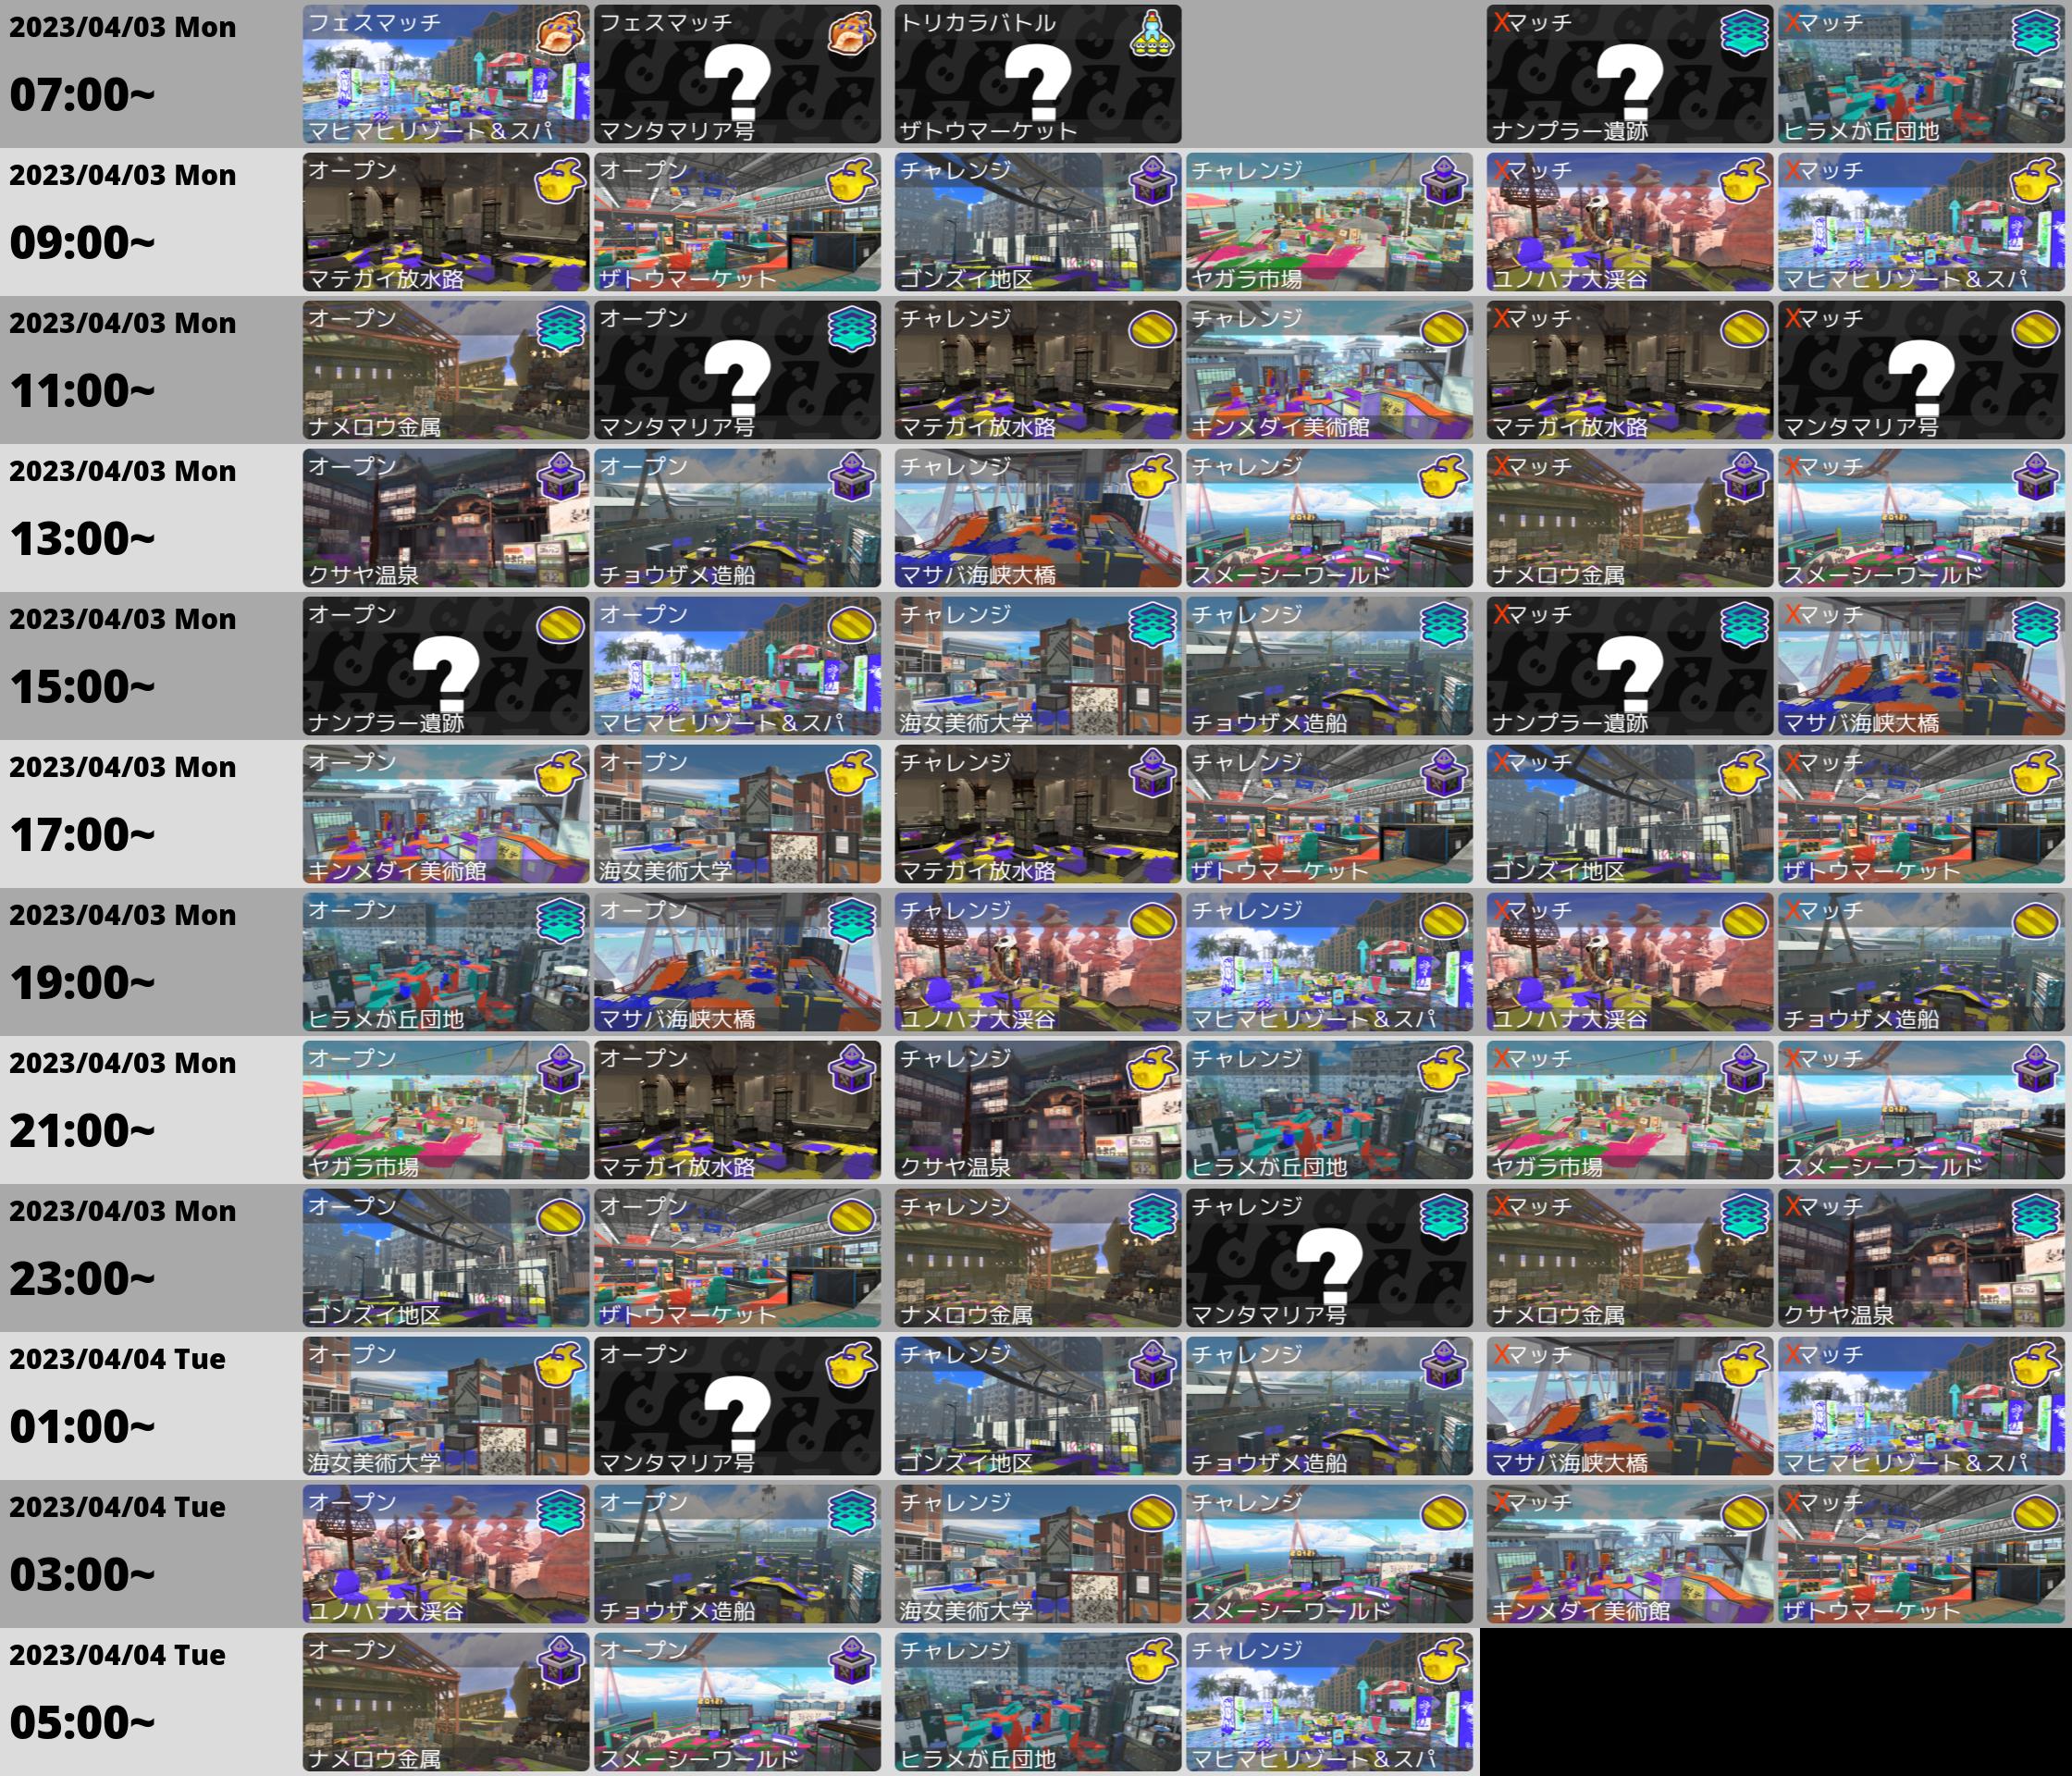 2023/04/03 Mon
07:00~
フェスマッチ
マヒマヒリゾート&スパ
フェスマッチ
?
マンタマリア号
トリカラバトル
?
ザトウマーケット
Xマッチ
?
ナンプラー遺跡
Xマッチ
ヒラメが丘団地
2023/04/03 Mon
09:00~
オープン
マテガイ放水路
オープン
ザトウマーケット
チャレンジ
ゴンズイ地区
チャレンジ
ヤガラ市場
Xマッチ
ユノハナ大渓谷
Xマッチ
マヒマヒリゾート&スパ
2023/04/03 Mon
11:00~
オープン
ナメロウ金属
オープン
?
マンタマリア号
チャレンジ
マテガイ放水路
チャレンジ
キンメダイ美術館
Xマッチ
マテガイ放水路
Xマッチ
?
マンタマリア号
2023/04/03 Mon
13:00~
オープン
クサヤ温泉
オープン
チョウザメ造船
チャレンジ
マサバ海峡大橋
チャレンジ
スメーシーワールド
Xマッチ
ナメロウ金属
Xマッチ
スメーシーワールド
2023/04/03 Mon
15:00~
オープン
?
ナンプラー遺跡
オープン
マヒマヒリゾート&スパ
チャレンジ
海女美術大学
チャレンジ
チョウザメ造船
Xマッチ
?
ナンプラー遺跡
Xマッチ
マサバ海峡大橋
2023/04/03 Mon
17:00~
オープン
キンメダイ美術館
オープン
海女美術大学
チャレンジ
マテガイ放水路
チャレンジ
ザトウマーケット
Xマッチ
ゴンズイ地区
Xマッチ
ザトウマーケット
2023/04/03 Mon
19:00~
オープン
ヒラメが丘団地
オープン
マサバ海峡大橋
チャレンジ
ユノハナ大渓谷
チャレンジ
マヒマヒリゾート&スパ
Xマッチ
ユノハナ大渓谷
Xマッチ
チョウザメ造船
2023/04/03 Mon
21:00~
オープン
ヤガラ市場
オープン
マテガイ放水路
チャレンジ
クサヤ温泉
チャレンジ
ヒラメが丘団地
Xマッチ
ヤガラ市場
Xマッチ
スメーシーワールド
2023/04/03 Mon
23:00~
オープン
ゴンズイ地区
オープン
ザトウマーケット
チャレンジ
ナメロウ金属
チャレンジ
?
マンタマリア号
Xマッチ
ナメロウ金属
Xマッチ
クサヤ温泉
2023/04/04 Tue
01:00~
オープン
海女美術大学
オープン
?
マンタマリア号
チャレンジ
ゴンズイ地区
チャレンジ
チョウザメ造船
Xマッチ
マサバ海峡大橋
Xマッチ
マヒマヒリゾート&スパ
2023/04/04 Tue
03:00~
オープン
ユノハナ大渓谷
オープン
チョウザメ造船
チャレンジ
海女美術大学
チャレンジ
スメーシーワールド
Xマッチ
キンメダイ美術館
Xマッチ
ザトウマーケット
2023/04/04 Tue
05:00~
オープン
ナメロウ金属
オープン
スメーシーワールド
チャレンジ
ヒラメが丘団地
チャレンジ
マヒマヒリゾート&スパ